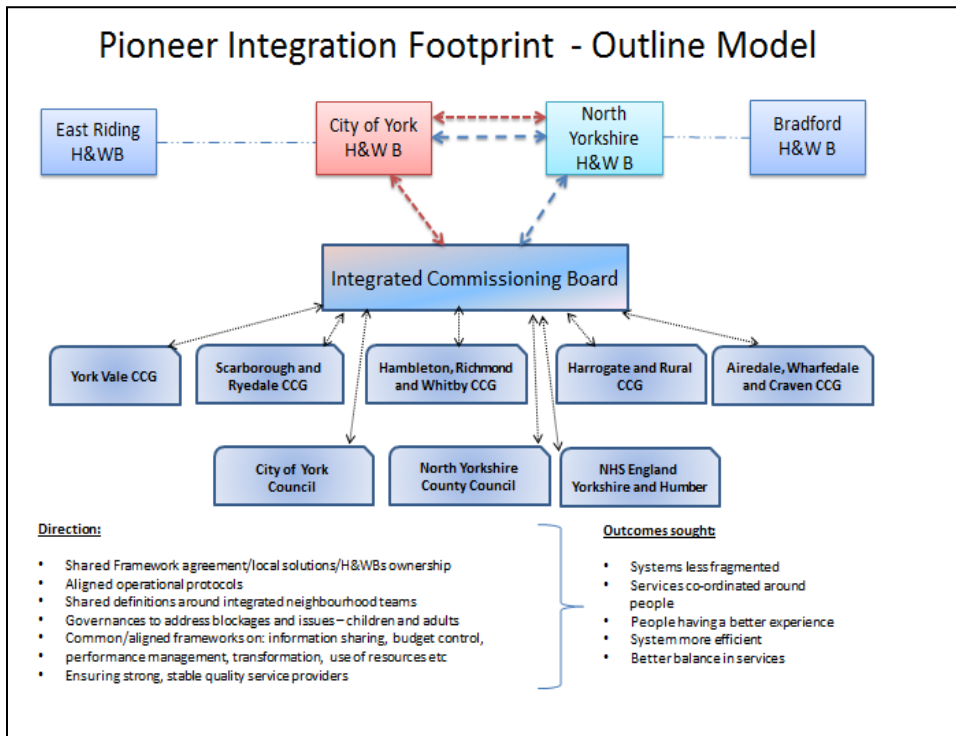 Pioneer Integration Footprint - Outline Model
East Riding
H&WB
City of York
H&W B
North
Yorkshire
H&W B
Bradford
H&W B
Integrated Commissioning Board
York Vale CCG
Scarborough and
Ryedale CCG
Hambleton, Richmond
and Whitby CCG
Harrogate and Rural
CCG
Airedale, Wharfedale
and Craven CCG
City of York
Council
North Yorkshire
County Council
NHS England
Yorkshire and Humber
Direction:
• Shared Framework agreement/local solutions/H&WBs ownership
• Aligned operational protocols
• Shared definitions around integrated neighbourhood teams
• Governances to address blockages and issues – children and adults
• Common/aligned frameworks on: information sharing, budget control,
• performance management, transformation, use of resources etc
• Ensuring strong, stable quality service providers
Outcomes sought:
• Systems less fragmented
• Services co-ordinated around
people
• People having a better experience
• System more efficient
• Better balance in services